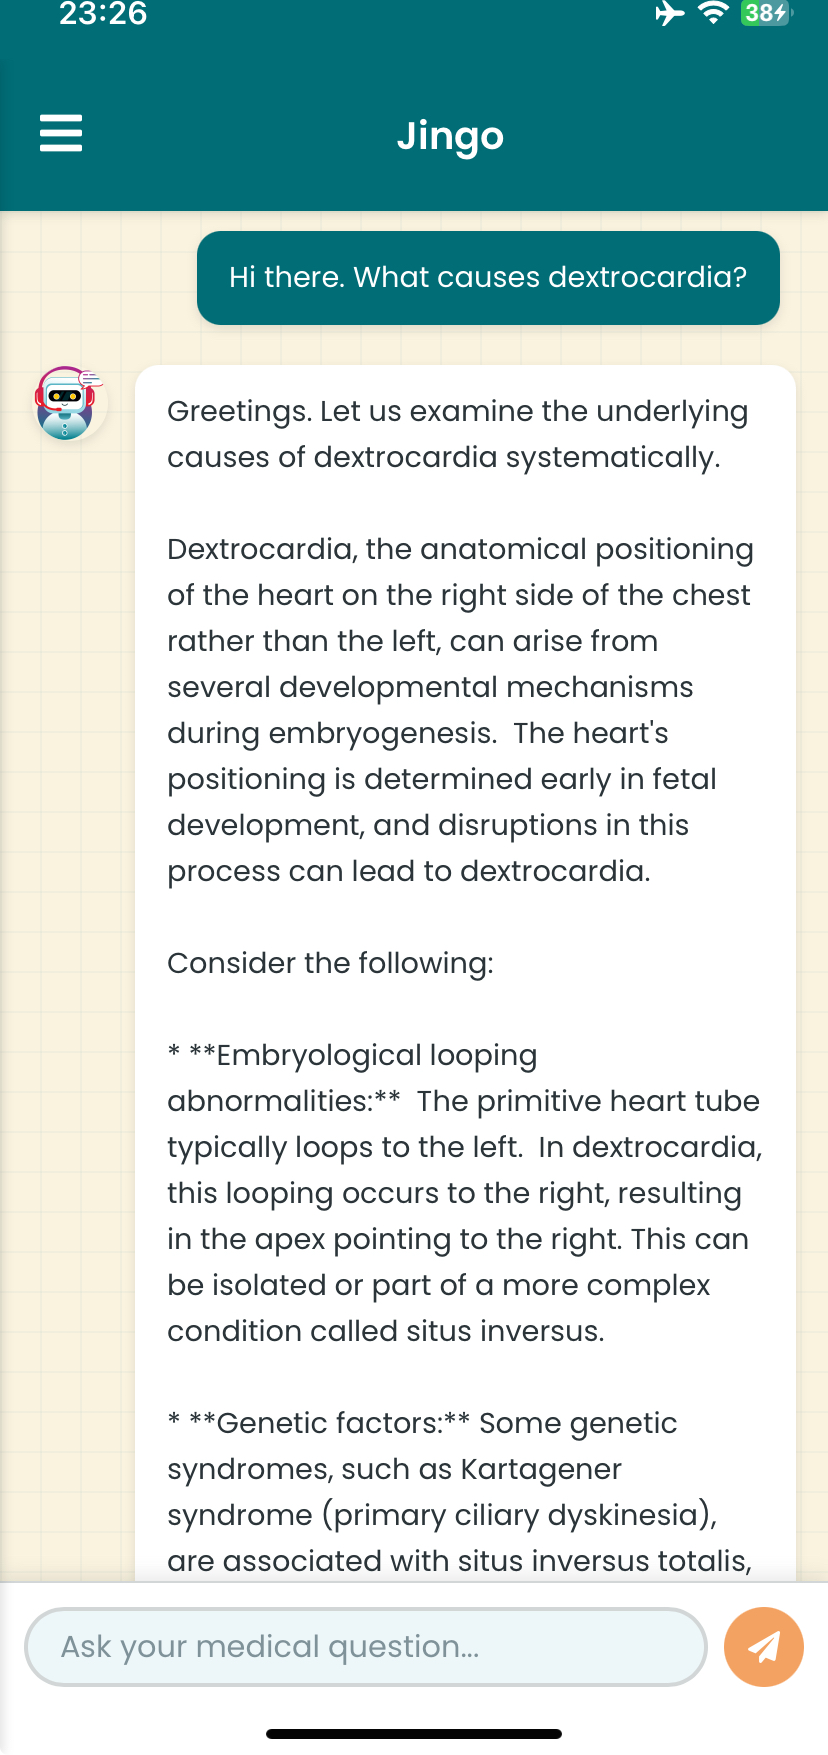 23:26
38
Jingo
Hi there. What causes dextrocardia?
Greetings. Let us examine the underlying
causes of dextrocardia systematically.
Dextrocardia, the anatomical positioning
of the heart on the right side of the chest
rather than the left, can arise from
several developmental mechanisms
during embryogenesis.  The heart's
positioning is determined early in fetal
development, and disruptions in this
process can lead to dextrocardia.
Consider the following:
* **Embryological looping
abnormalities:**  The primitive heart tube
typically loops to the left.  In dextrocardia,
this looping occurs to the right, resulting
in the apex pointing to the right. This can
be isolated or part of a more complex
condition called situs inversus.
* **Genetic factors:** Some genetic
syndromes, such as Kartagener
syndrome (primary ciliary dyskinesia),
are associated with situs inversus totalis,
Ask your medical question...